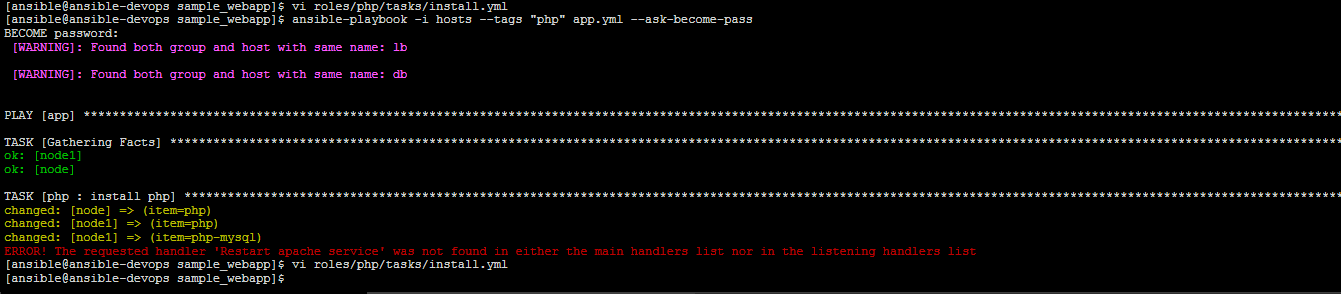 [ansible@ansible-devops sample_webapp]$ vi roles/php/tasks/install.yml
[ansible@ansible-devops sample_webapp]$ ansible-playbook -i hosts --tags "php" app.yml --ask-become-pass
BECOME password:
[WARNING]: Found both group and host with same name: lb
[WARNING]: Found both group and host with same name: db
PLAY [app] ******************************************************************************************************************************************************************************
TASK [Gathering Facts] ******************************************************************************************************************************************************************
ok: [node1]
ok: [node]
TASK [php : install php] ****************************************************************************************************************************************************************
changed: [node] => (item=php)
changed: [node1] => (item=php)
changed: [node1] => (item=php-mysql)
ERROR! The requested handler 'Restart apache service' was not found in either the main handlers list nor in the listening handlers list
[ansible@ansible-devops sample_webapp]$ vi roles/php/tasks/install.yml
[ansible@ansible-devops sample_webapp]$